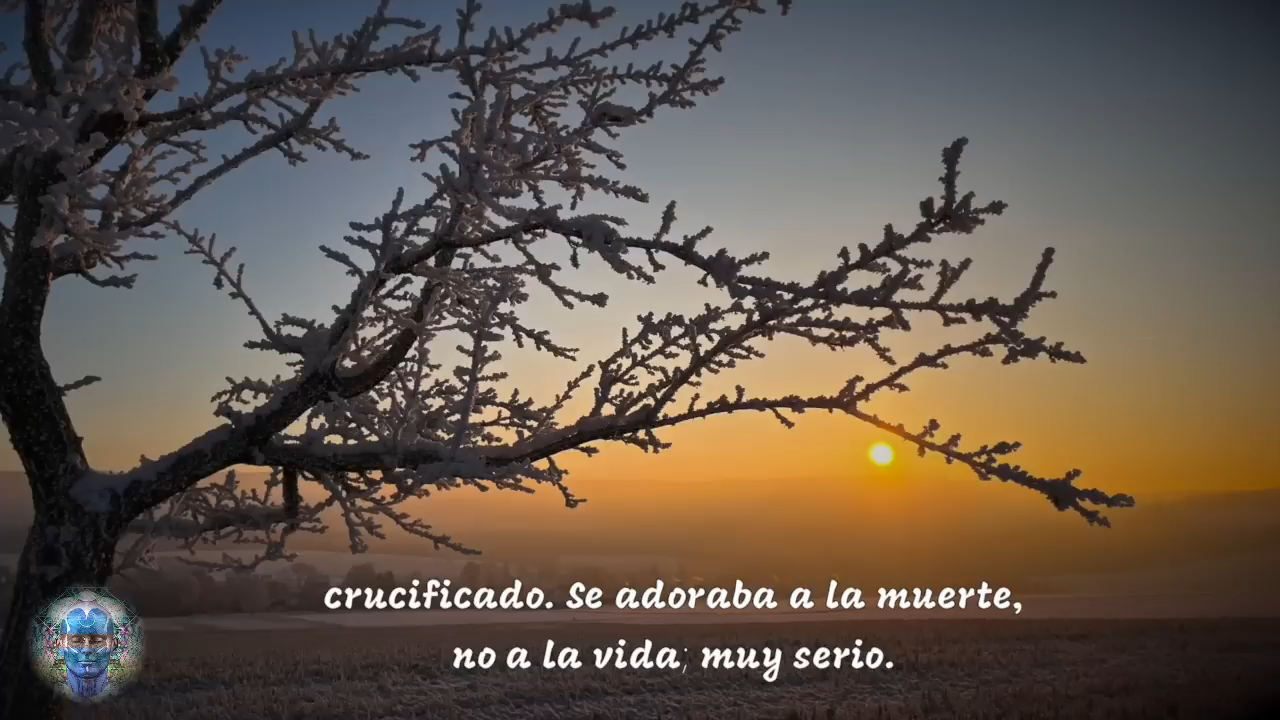 crucificado. Se adoraba a la muerte,
no a la vida; muy serio.